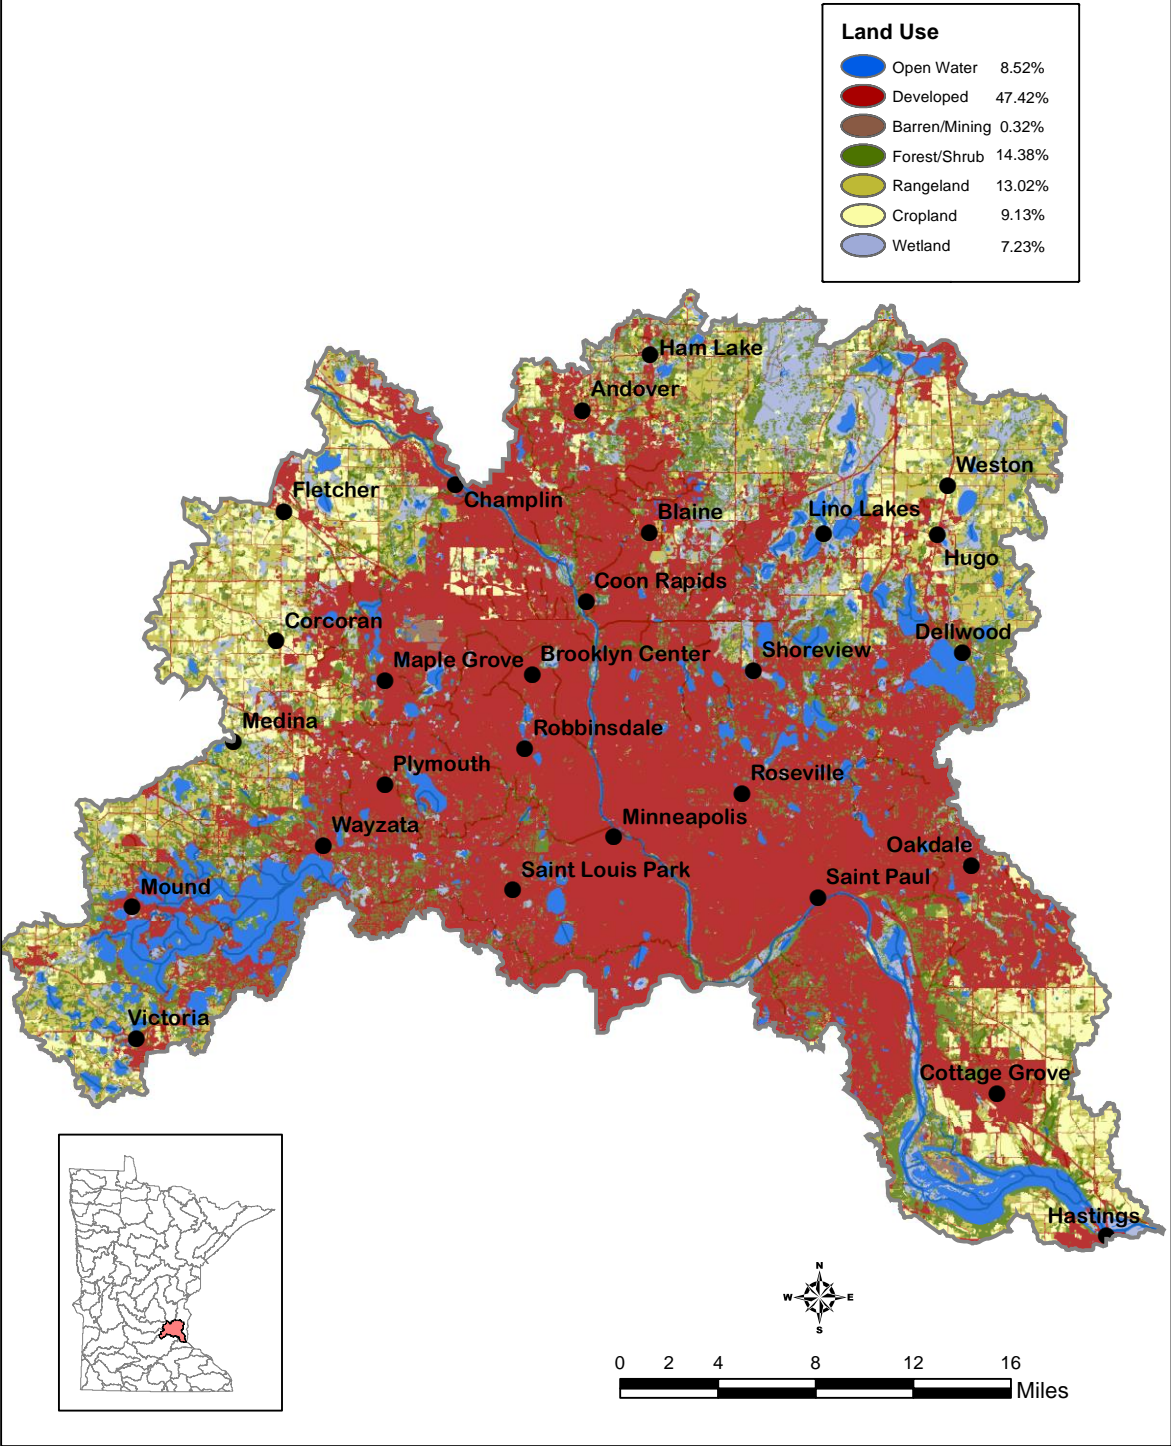 Land Use
Open Water 8.52%
Developed 47.42%
Barren/Mining 0.32%
Forest/Shrub 14.38%
Rangeland 13.02%
Cropland 9.13%
Wetland 7.23%
Ham Lake
Andover
Weston
Fletcher
Champlin
Lino Lakes
Blaine
Hugo
Coon Rapids
Corcoran
Dellwood
Brooklyn Center
Shoreview
Maple Grove
Medina
Robbinsdale
Plymouth
Roseville
Minneapolis
Wayzata
Oakdale
Saint Louis Park
Saint Paul
Mound
Victoria
Cottage Grove
Hastings
N
W E
S
0 2 4 8 12 16
Miles